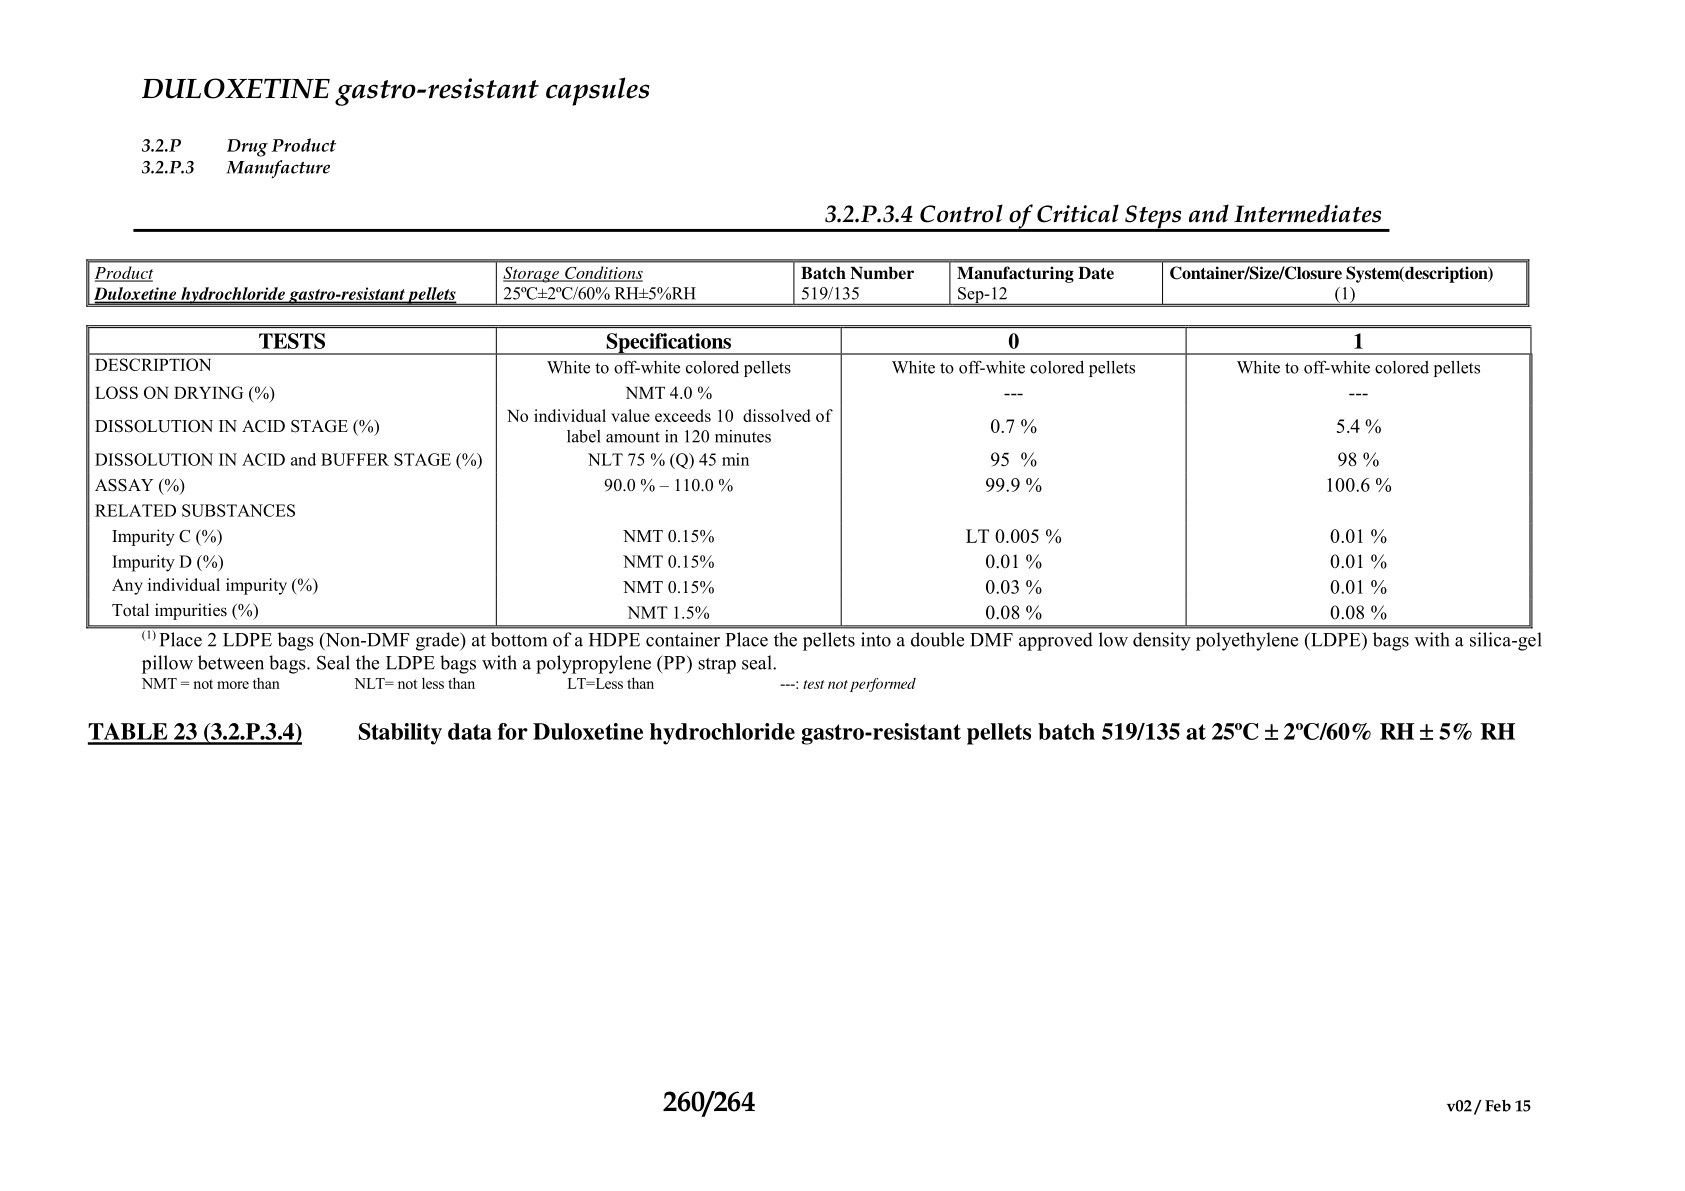 DULOXETINE gastro-resistant capsules
3.2.P Drug Product
3.2.P.3 Manufacture
3.2.P.3.4 Control of Critical Steps and Intermediates
Product Storage Conditions Batch Number Manufacturing Date Container/Size/Closure System(description)
Duloxetine hydrochloride gastro-resistant pellets 25ºC±2ºC/60% RH±5%RH 519/135 Sep-12 (1)
TESTS Specifications 0 1
DESCRIPTION White to off-white colored pellets White to off-white colored pellets White to off-white colored pellets
LOSS ON DRYING (%) NMT 4.0 % --- ---
DISSOLUTION IN ACID STAGE (%) No individual value exceeds 10 dissolved of label amount in 120 minutes 0.7 % 5.4 %
DISSOLUTION IN ACID and BUFFER STAGE (%) NLT 75 % (Q) 45 min 95 % 98 %
ASSAY (%) 90.0 % – 110.0 % 99.9 % 100.6 %
RELATED SUBSTANCES
Impurity C (%) NMT 0.15% LT 0.005 % 0.01 %
Impurity D (%) NMT 0.15% 0.01 % 0.01 %
Any individual impurity (%) NMT 0.15% 0.03 % 0.01 %
Total impurities (%) NMT 1.5% 0.08 % 0.08 %
(1) Place 2 LDPE bags (Non-DMF grade) at bottom of a HDPE container Place the pellets into a double DMF approved low density polyethylene (LDPE) bags with a silica-gel
pillow between bags. Seal the LDPE bags with a polypropylene (PP) strap seal.
NMT = not more than NLT= not less than LT=Less than ---: test not performed
TABLE 23 (3.2.P.3.4) Stability data for Duloxetine hydrochloride gastro-resistant pellets batch 519/135 at 25ºC ± 2ºC/60% RH ± 5% RH
260/264
v02 / Feb 15